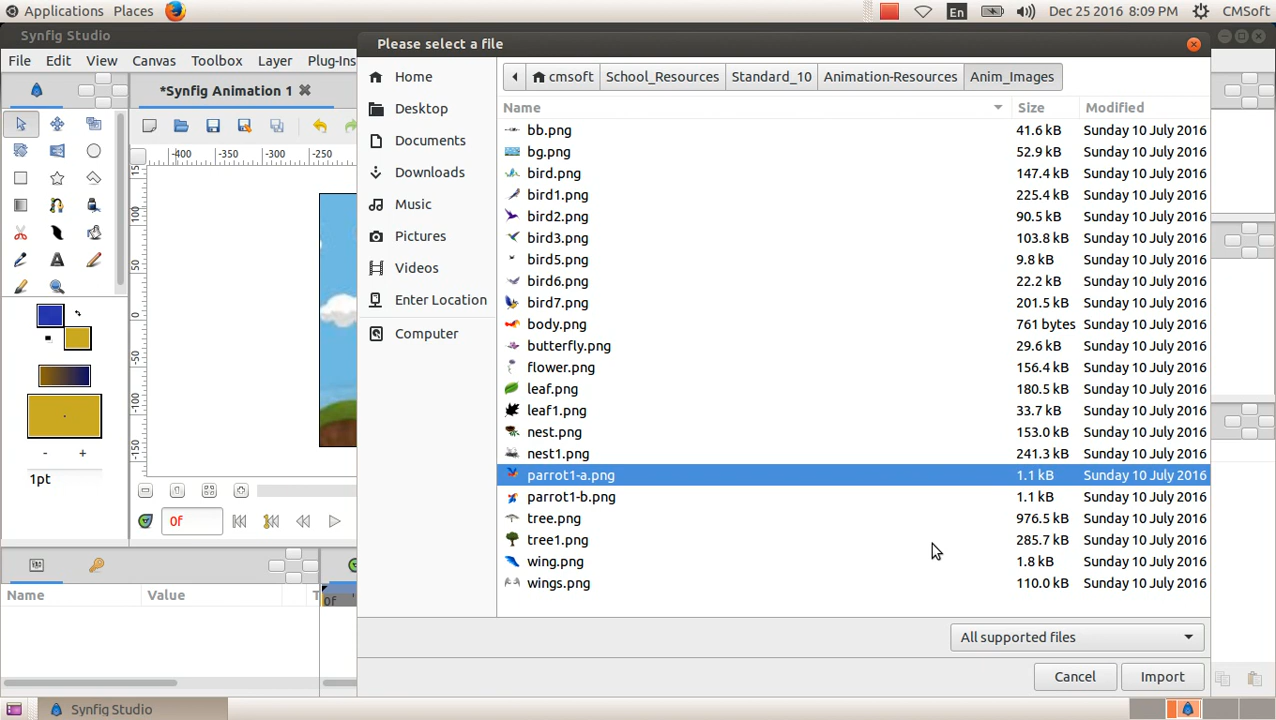 Applications Places En Dec 25 2016 8:09 PM CMSoft
Synfig Studio
Please select a file
File Edit View Canvas Toolbox Layer Plug-Ins
*Synfig Animation 1
-400 -350 -300 -250
100
50
0
-50
-100
-150
0f
- +
1pt
Name Value
0f
Home
Desktop
Documents
Downloads
Music
Pictures
Videos
Enter Location
Computer
cmsoft School_Resources Standard_10 Animation-Resources Anim_Images
Name Size Modified
bb.png 41.6 kB Sunday 10 July 2016
bg.png 52.9 kB Sunday 10 July 2016
bird.png 147.4 kB Sunday 10 July 2016
bird1.png 225.4 kB Sunday 10 July 2016
bird2.png 90.5 kB Sunday 10 July 2016
bird3.png 103.8 kB Sunday 10 July 2016
bird5.png 9.8 kB Sunday 10 July 2016
bird6.png 22.2 kB Sunday 10 July 2016
bird7.png 201.5 kB Sunday 10 July 2016
body.png 761 bytes Sunday 10 July 2016
butterfly.png 29.6 kB Sunday 10 July 2016
flower.png 156.4 kB Sunday 10 July 2016
leaf.png 180.5 kB Sunday 10 July 2016
leaf1.png 33.7 kB Sunday 10 July 2016
nest.png 153.0 kB Sunday 10 July 2016
nest1.png 241.3 kB Sunday 10 July 2016
parrot1-a.png 1.1 kB Sunday 10 July 2016
parrot1-b.png 1.1 kB Sunday 10 July 2016
tree.png 976.5 kB Sunday 10 July 2016
tree1.png 285.7 kB Sunday 10 July 2016
wing.png 1.8 kB Sunday 10 July 2016
wings.png 110.0 kB Sunday 10 July 2016
All supported files
Cancel Import
Synfig Studio